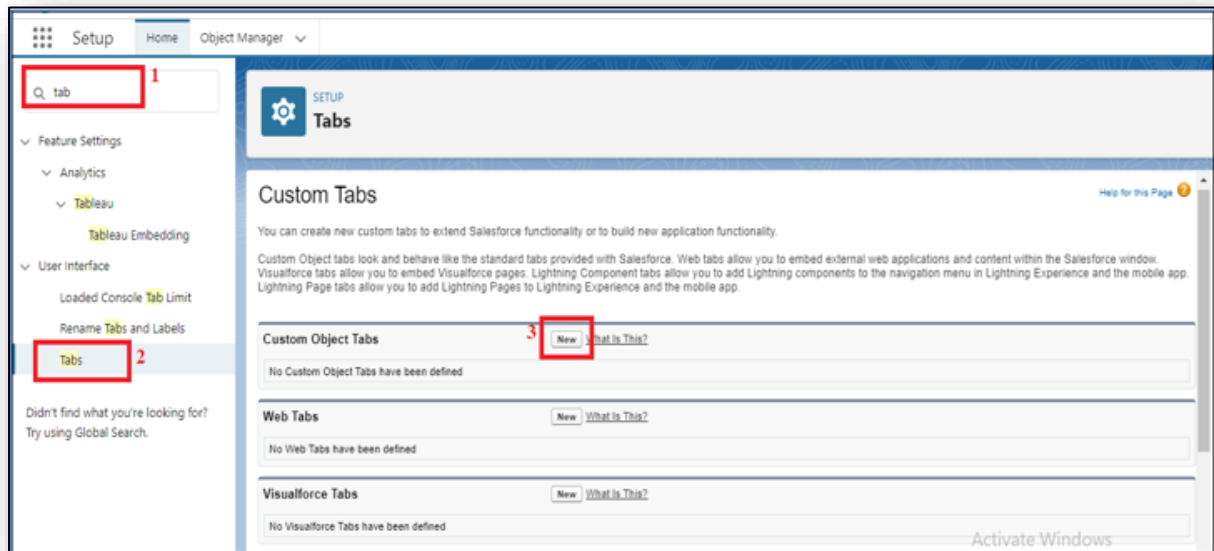 Setup
Home
Object Manager
tab
1
Feature Settings
Analytics
Tableau
Tableau Embedding
User Interface
Loaded Console Tab Limit
Rename Tabs and Labels
Tabs
2
Didn't find what you're looking for?
Try using Global Search.
SETUP
Tabs
Custom Tabs
Help for this Page
?
You can create new custom tabs to extend Salesforce functionality or to build new application functionality.
Custom Object tabs look and behave like the standard tabs provided with Salesforce. Web tabs allow you to embed external web applications and content within the Salesforce window.
Visualforce tabs allow you to embed Visualforce pages. Lightning Component tabs allow you to add Lightning components to the navigation menu in Lightning Experience and the mobile app.
Lightning Page tabs allow you to add Lightning Pages to Lightning Experience and the mobile app.
Custom Object Tabs
3
New
What Is This?
No Custom Object Tabs have been defined
Web Tabs
New
What Is This?
No Web Tabs have been defined
Visualforce Tabs
New
What Is This?
No Visualforce Tabs have been defined
Activate Windows